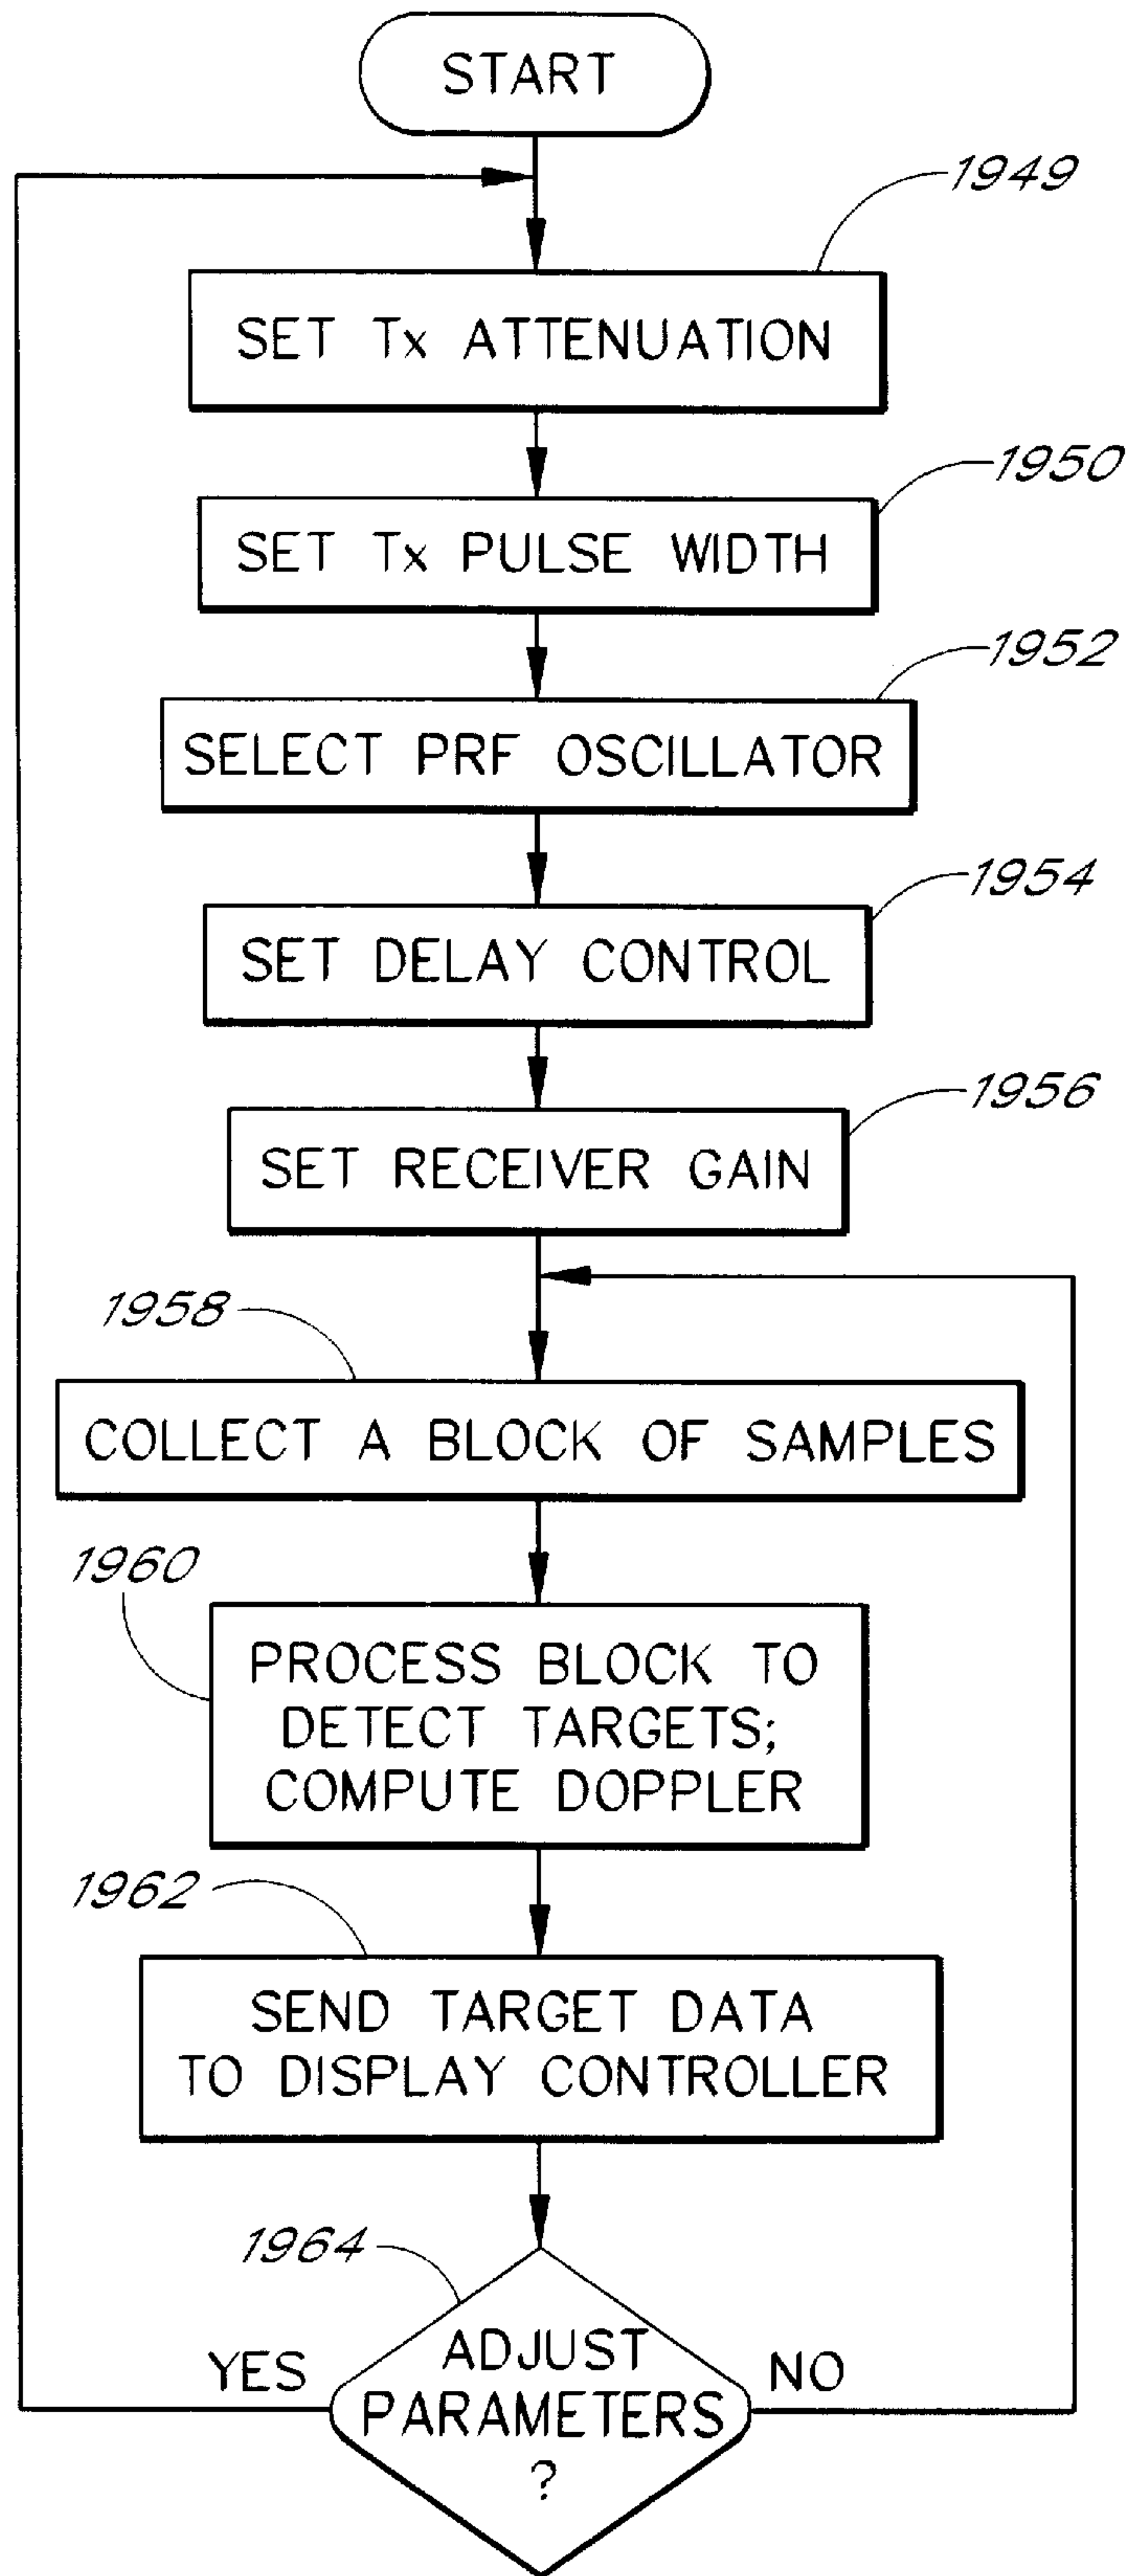 START
1949
SET Tx ATTENUATION
1950
SET Tx PULSE WIDTH
1952
SELECT PRF OSCILLATOR
1954
SET DELAY CONTROL
1956
SET RECEIVER GAIN
1958
COLLECT A BLOCK OF SAMPLES
1960
PROCESS BLOCK TO
DETECT TARGETS;
COMPUTE DOPPLER
1962
SEND TARGET DATA
TO DISPLAY CONTROLLER
1964
YES
ADJUST
PARAMETERS
?
NO